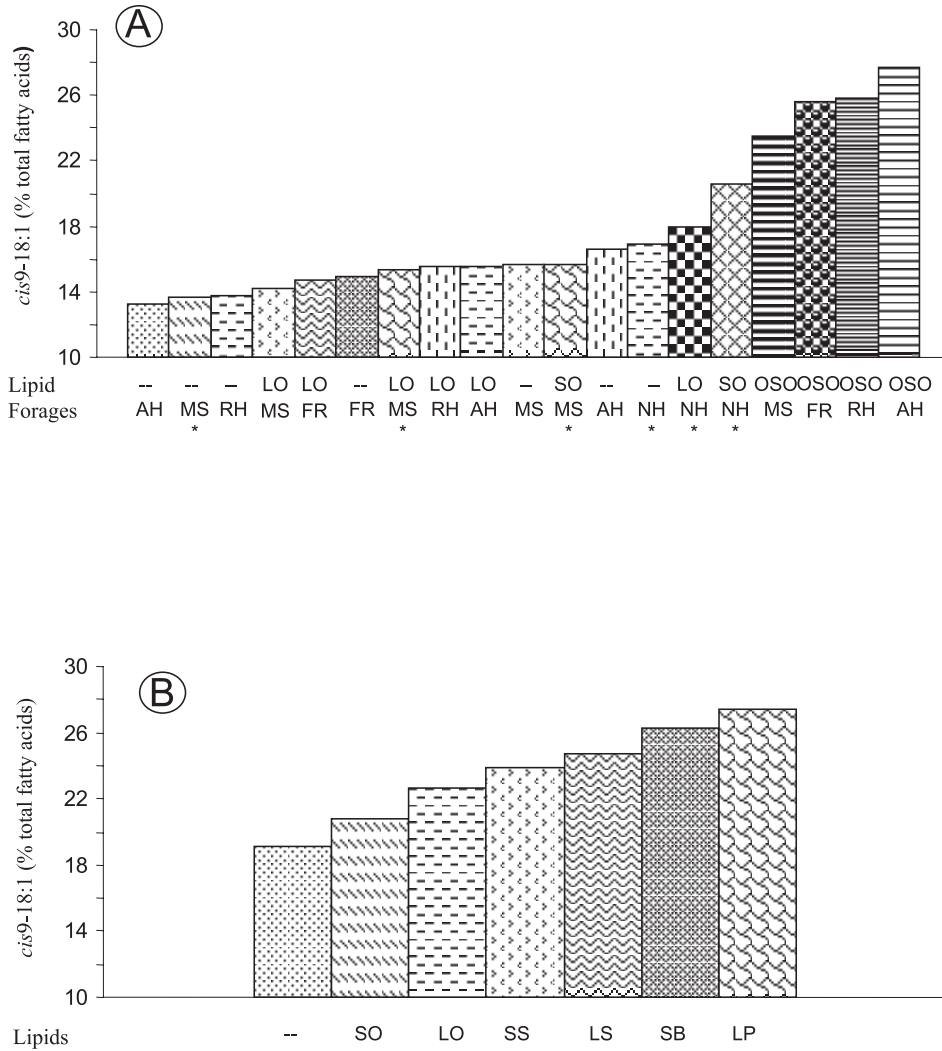 A
30
26
22
18
14
10
cis9-18:1 (% total fatty acids)
Lipid -- -- – LO LO -- LO LO LO – SO -- – LO SO OSO OSO OSO OSO
Forages AH MS RH MS FR FR MS RH AH MS MS AH NH NH NH MS FR RH AH
* * * * * *
B
30
26
22
18
14
10
cis9-18:1 (% total fatty acids)
Lipids -- SO LO SS LS SB LP